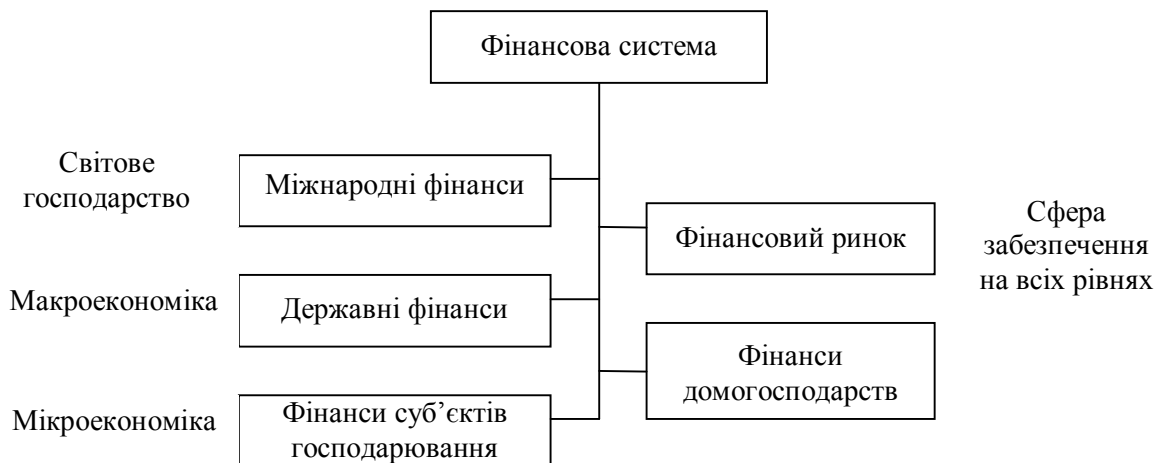 Фінансова система
Світове
господарство
Міжнародні фінанси
Фінансовий ринок
Сфера
забезпечення
на всіх рівнях
Макроекономіка
Державні фінанси
Фінанси
домогосподарств
Мікроекономіка
Фінанси суб’єктів
господарювання